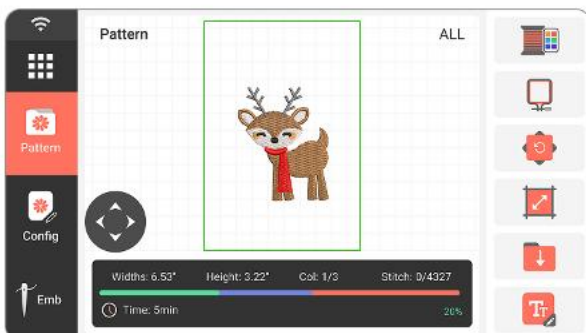 Pattern
ALL
Pattern
Config
Emb
Widths: 6.53" Height: 3.22" Col: 1/3 Stitch: 0/4327
Time: 5min 20%
TT